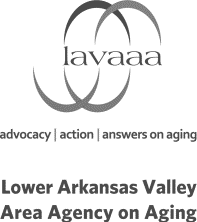 lavaaa
advocacy | action | answers on aging
Lower Arkansas Valley
Area Agency on Aging